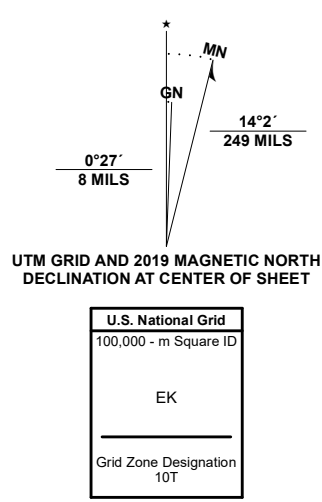 ★
MN
GN
14°2´
249 MILS
0°27´
8 MILS
UTM GRID AND 2019 MAGNETIC NORTH
DECLINATION AT CENTER OF SHEET
U.S. National Grid
100,000 - m Square ID
EK
Grid Zone Designation
10T